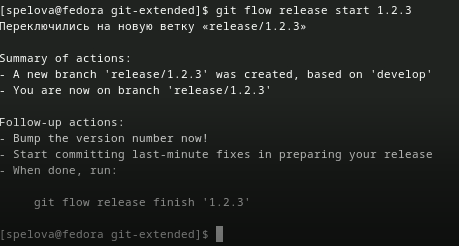 [spelova@fedora git-extended]$ git flow release start 1.2.3
Переключились на новую ветку «release/1.2.3»
Summary of actions:
- A new branch 'release/1.2.3' was created, based on 'develop'
- You are now on branch 'release/1.2.3'
Follow-up actions:
- Bump the version number now!
- Start committing last-minute fixes in preparing your release
- When done, run:
git flow release finish '1.2.3'
[spelova@fedora git-extended]$